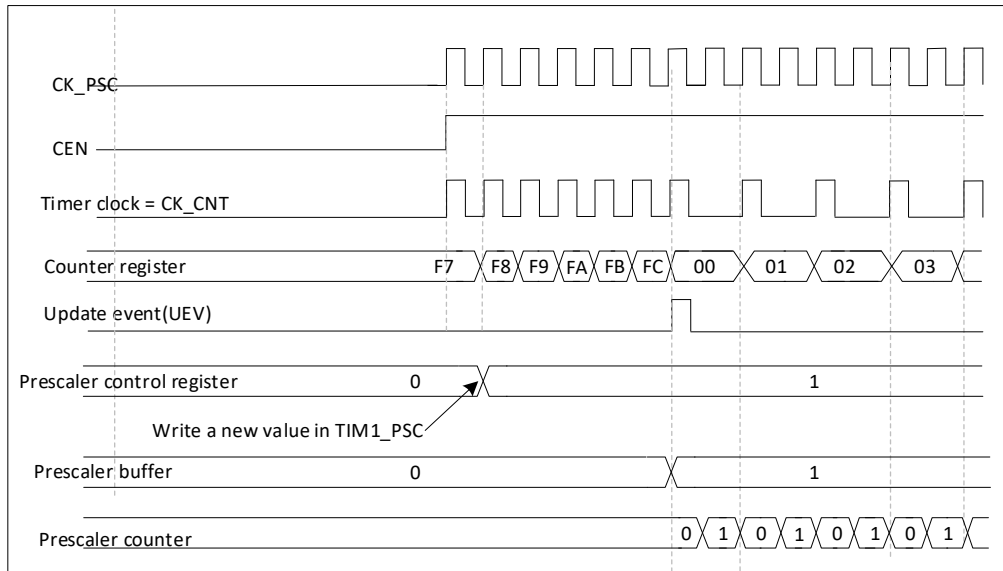 CK_PSC
CEN
Timer clock = CK_CNT
Counter register F7 F8 F9 FA FB FC 00 01 02 03
Update event(UEV)
Prescaler control register 0 1
Write a new value in TIM1_PSC
Prescaler buffer 0 1
Prescaler counter 0 1 0 1 0 1 0 1